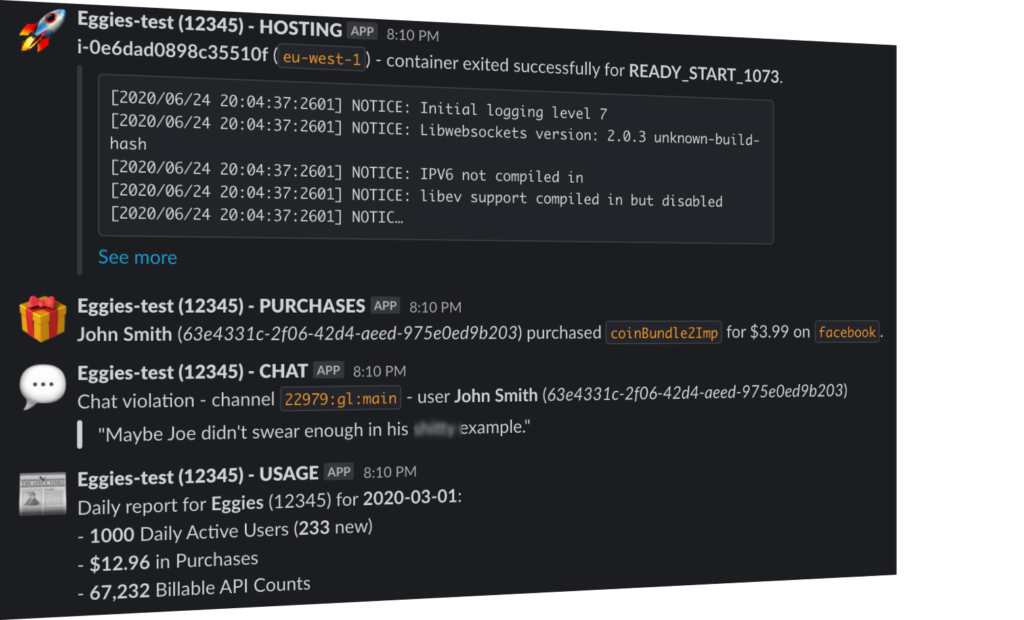 Eggies-test (12345) - HOSTING APP 8:10 PM
i-0e6dad0898c35510f (eu-west-1) - container exited successfully for READY_START_1073.
[2020/06/24 20:04:37:2601] NOTICE: Initial logging level 7
[2020/06/24 20:04:37:2601] NOTICE: Libwebsockets version: 2.0.3 unknown-build-
hash
[2020/06/24 20:04:37:2601] NOTICE: IPV6 not compiled in
[2020/06/24 20:04:37:2601] NOTICE: libev support compiled in but disabled
[2020/06/24 20:04:37:2601] NOTIC…
See more
Eggies-test (12345) - PURCHASES APP 8:10 PM
John Smith (63e4331c-2f06-42d4-aeed-975e0ed9b203) purchased coinBundle2Imp for $3.99 on facebook.
Eggies-test (12345) - CHAT APP 8:10 PM
Chat violation - channel 22979:gl:main - user John Smith (63e4331c-2f06-42d4-aeed-975e0ed9b203)
"Maybe Joe didn't swear enough in his example."
Eggies-test (12345) - USAGE APP 8:10 PM
Daily report for Eggies (12345) for 2020-03-01:
- 1000 Daily Active Users (233 new)
- $12.96 in Purchases
- 67,232 Billable API Counts